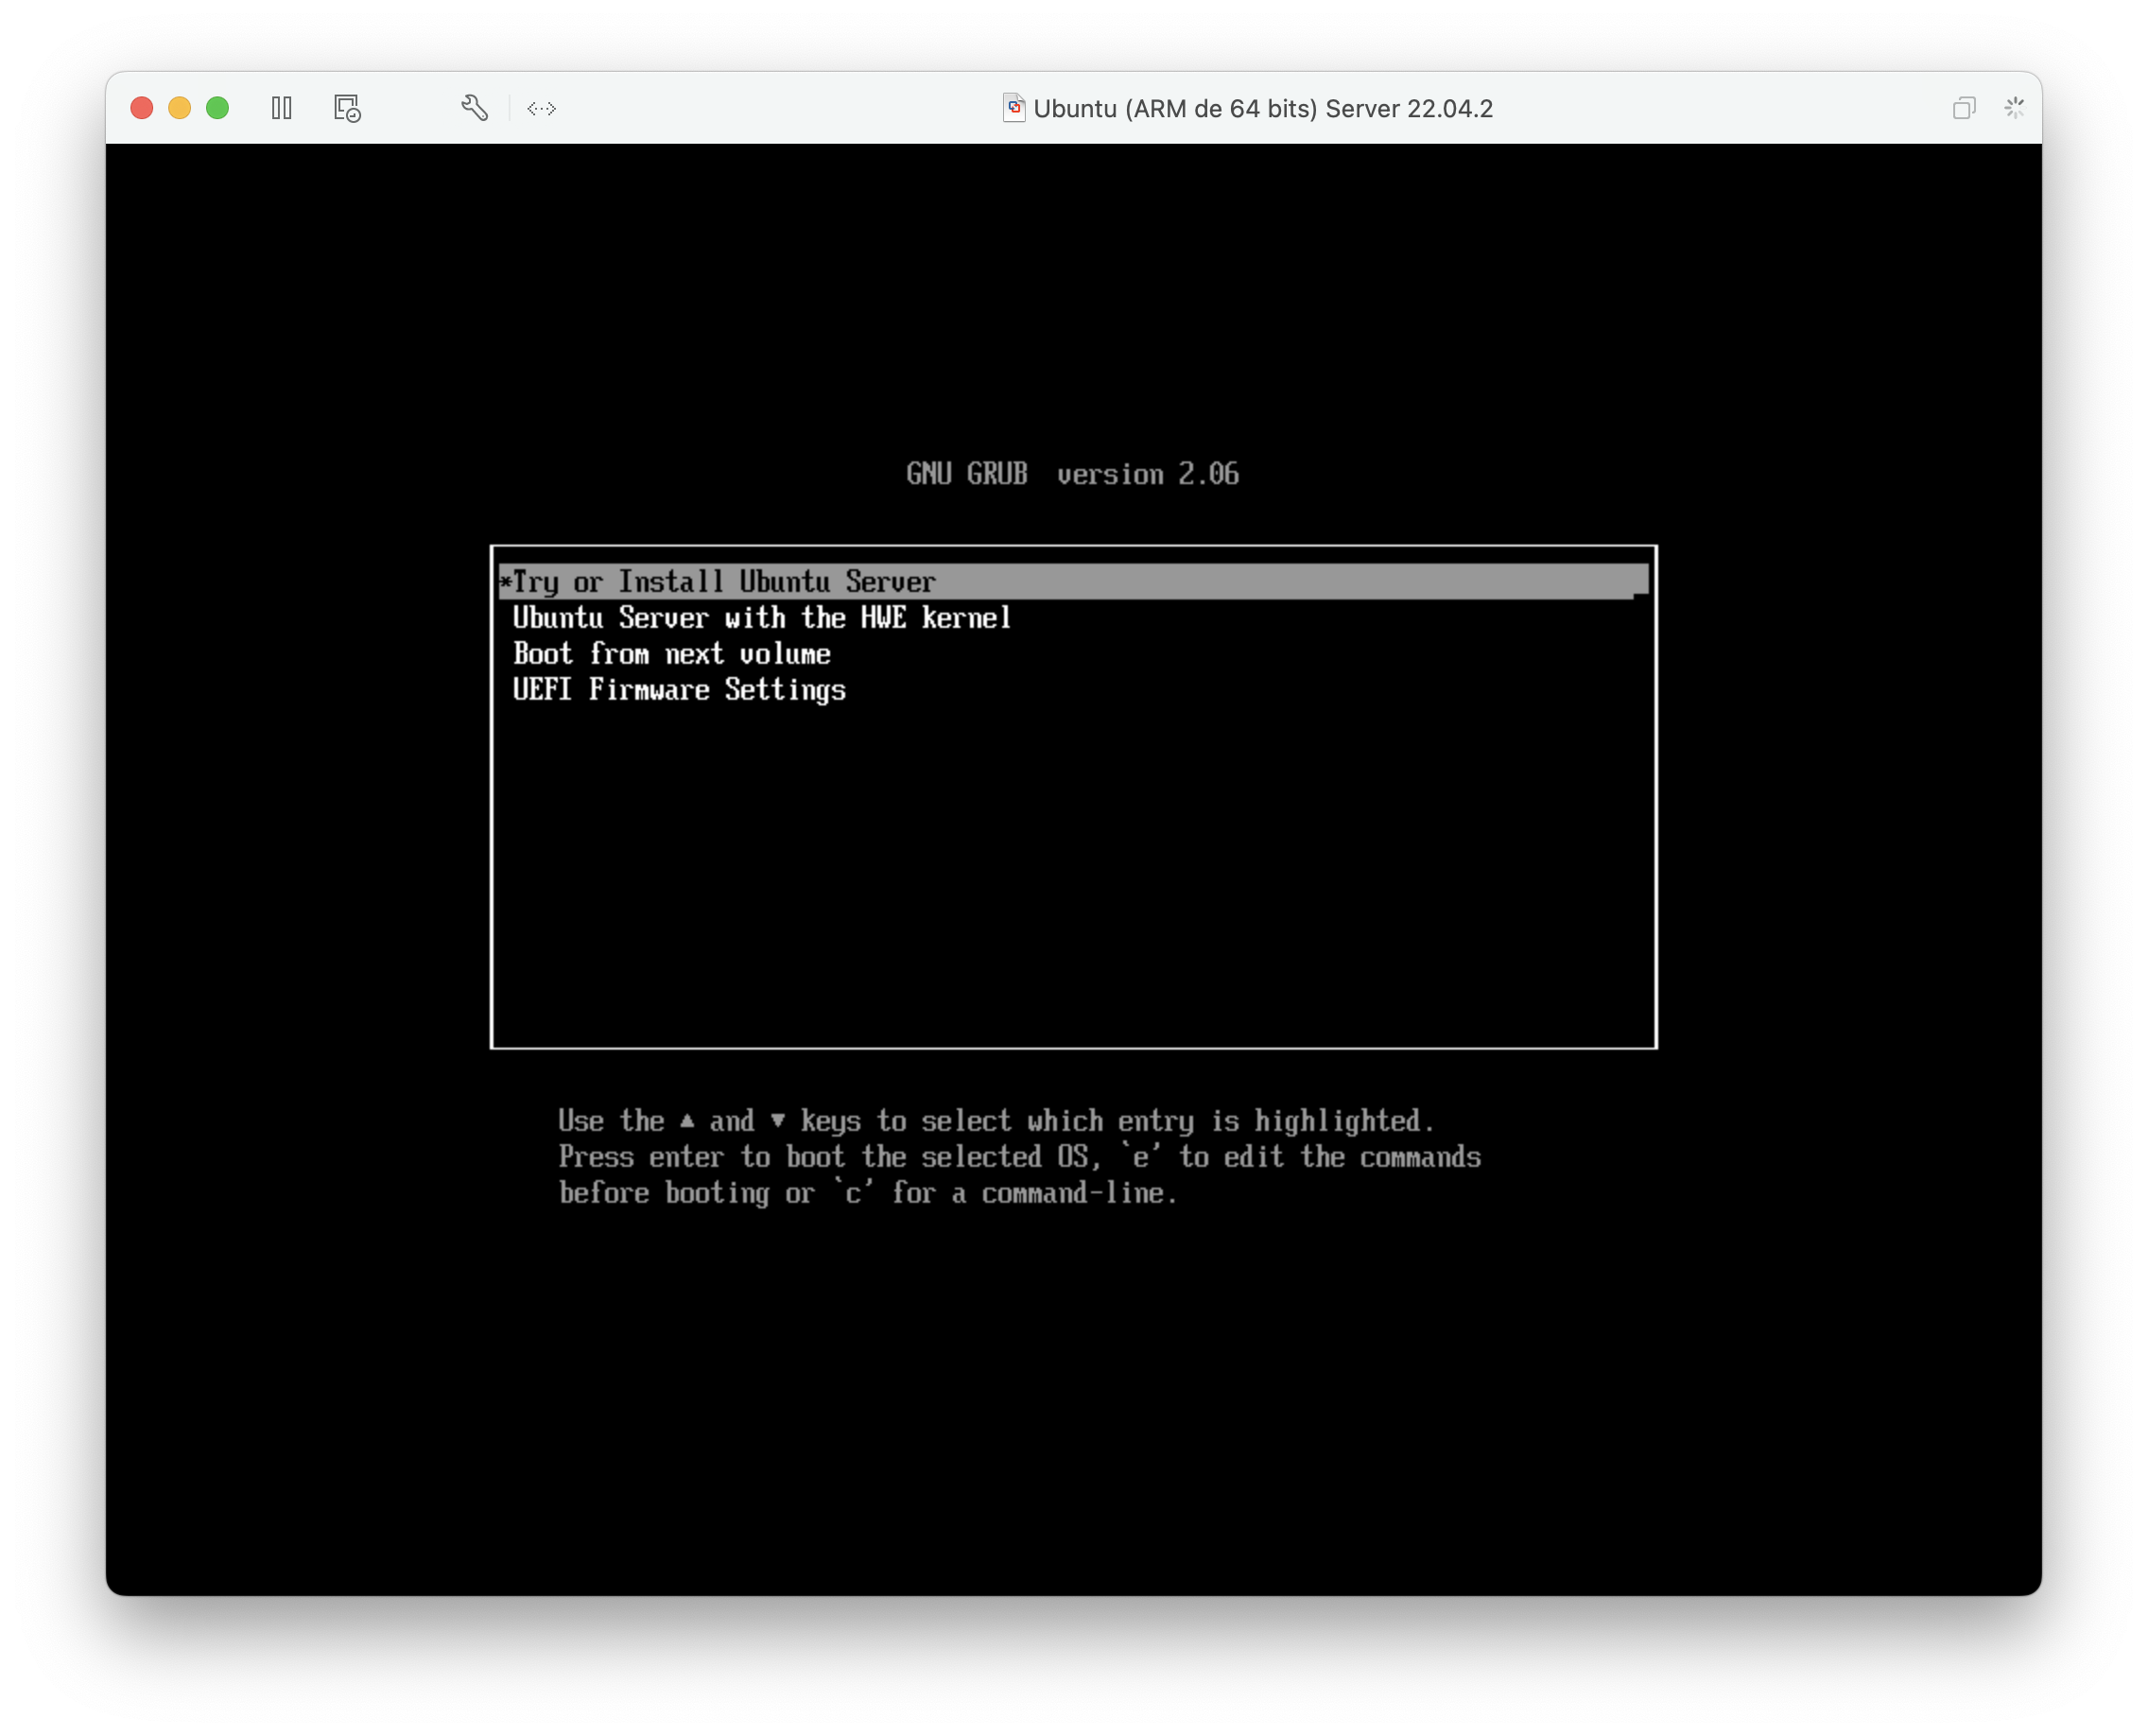 Ubuntu (ARM de 64 bits) Server 22.04.2
GNU GRUB  version 2.06
*Try or Install Ubuntu Server
Ubuntu Server with the HWE kernel
Boot from next volume
UEFI Firmware Settings
Use the ▲ and ▼ keys to select which entry is highlighted.
Press enter to boot the selected OS, `e' to edit the commands
before booting or `c' for a command-line.